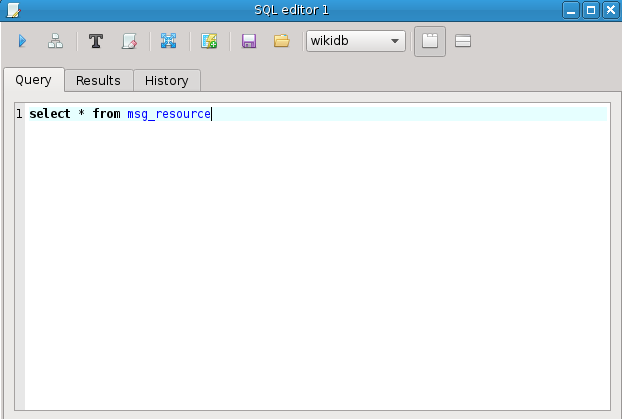 SQL editor 1
wikidb
Query Results History
1 select * from msg_resource